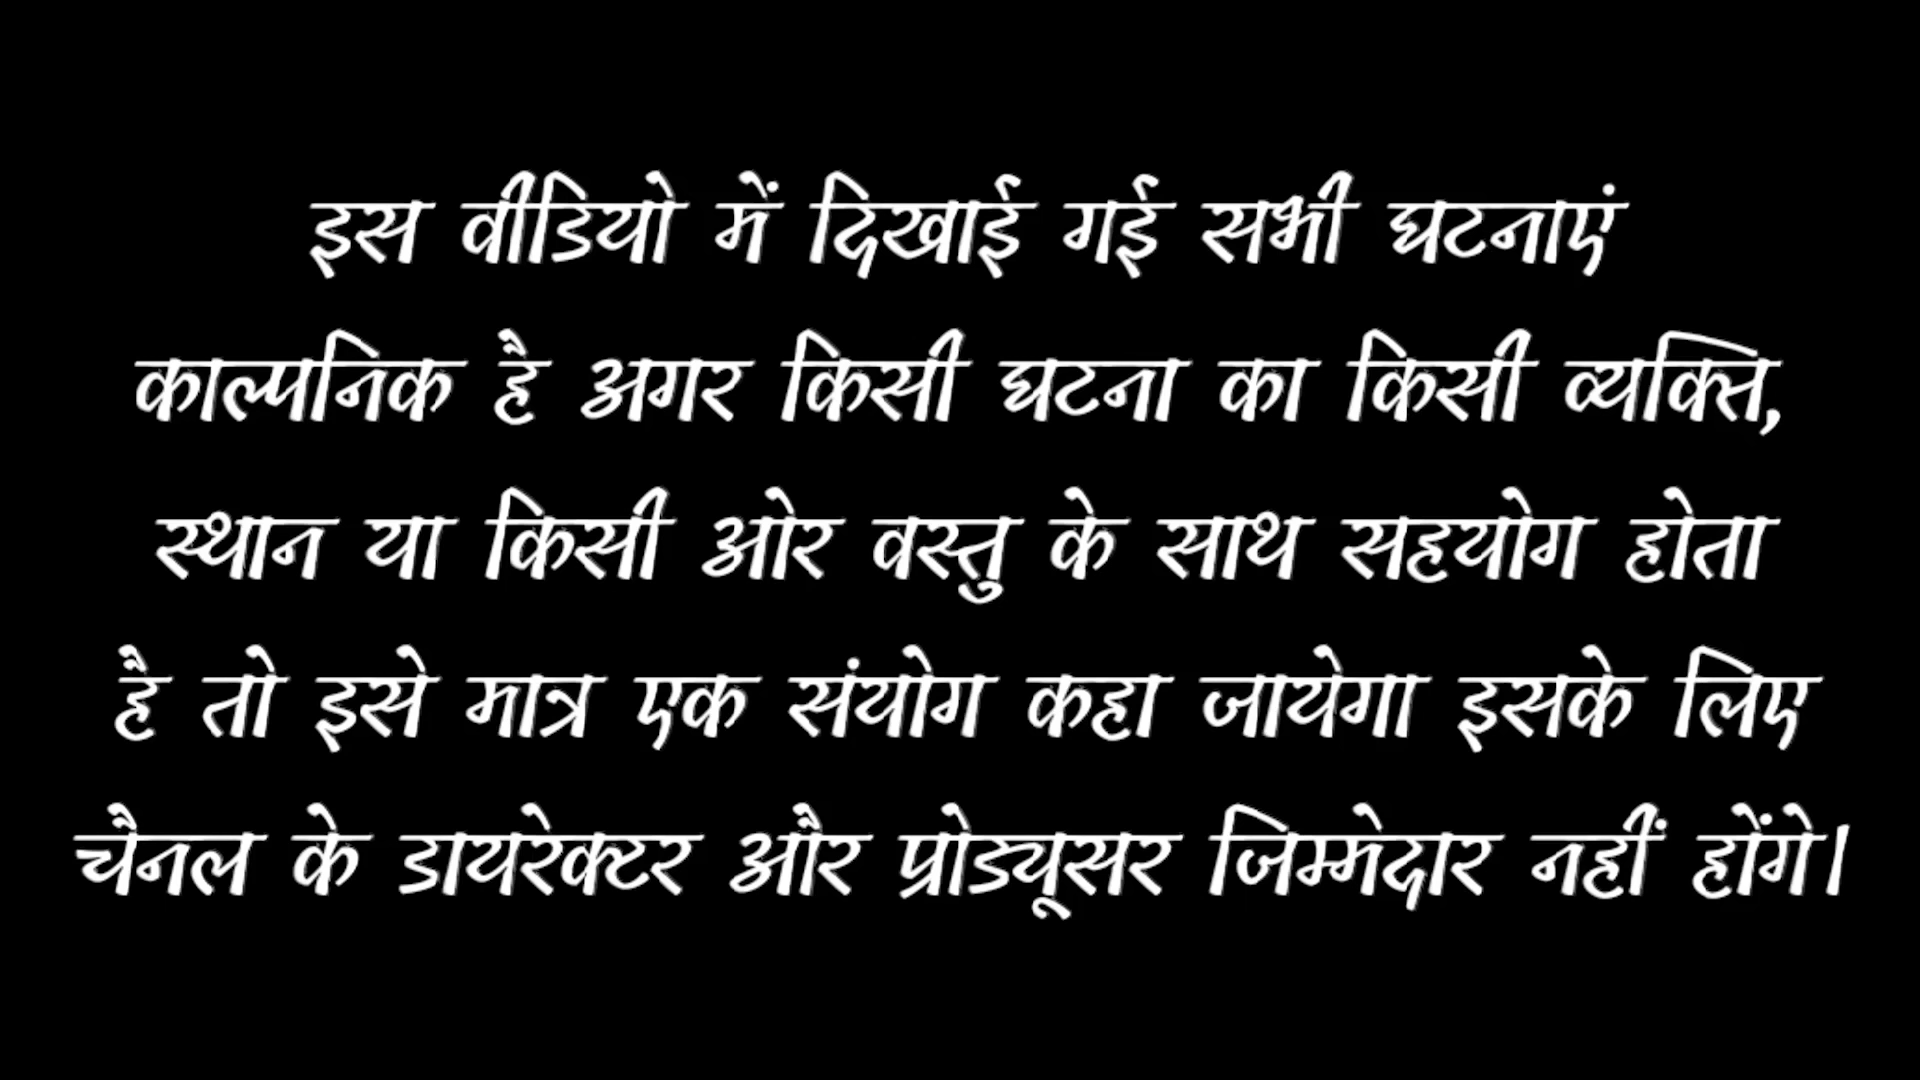 इस वीडियो में दिखाई गई सभी घटनाएं
काल्पनिक है अगर किसी घटना का किसी व्यक्ति,
स्थान या किसी ओर वस्तु के साथ सहयोग होता
है तो इसे मात्र एक संयोग कहा जायेगा इसके लिए
चैनल के डायरेक्टर और प्रोड्यूसर जिम्मेदार नहीं होंगे।